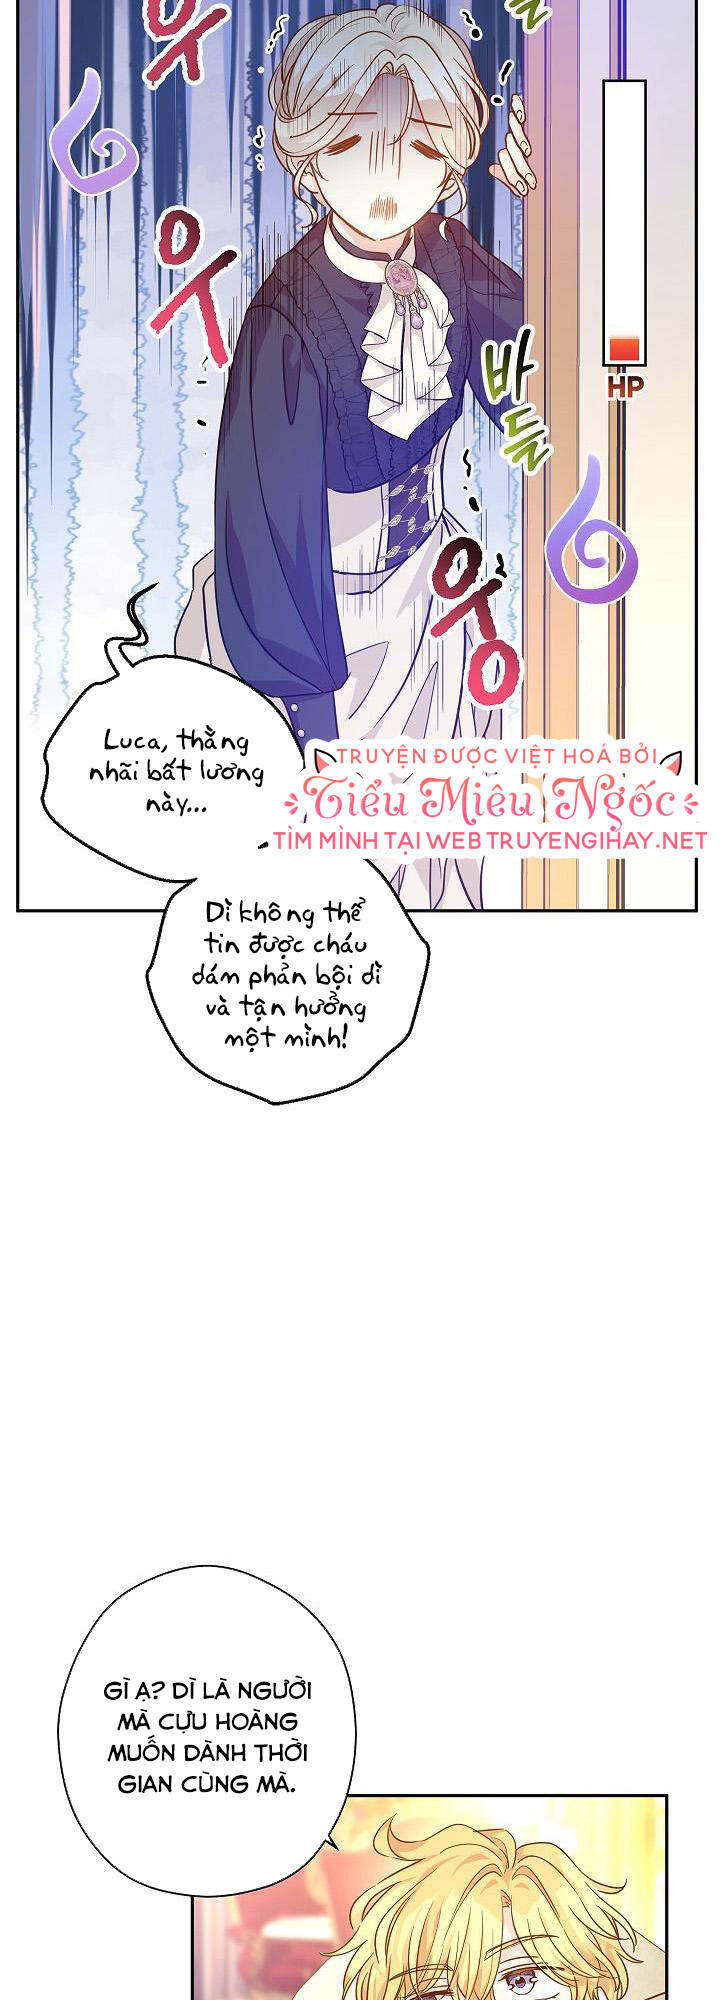 우
우
바
들
HP
웅
Luca, thằng
nhãi bất lương
này...
TRUYỆN ĐƯỢC VIỆT HOÁ BỞI
Tiểu Miêu Ngốc
TÌM MÌNH TẠI WEB TRUYENGIHAY.NET
Dì không thể
tin được cháu
dám phản bội dì
và tận hưởng
một mình!
GÌ Ạ? DÌ LÀ NGƯỜI
MÀ CỰU HOÀNG
MUỐN DÀNH THỜI
GIAN CÙNG MÀ.